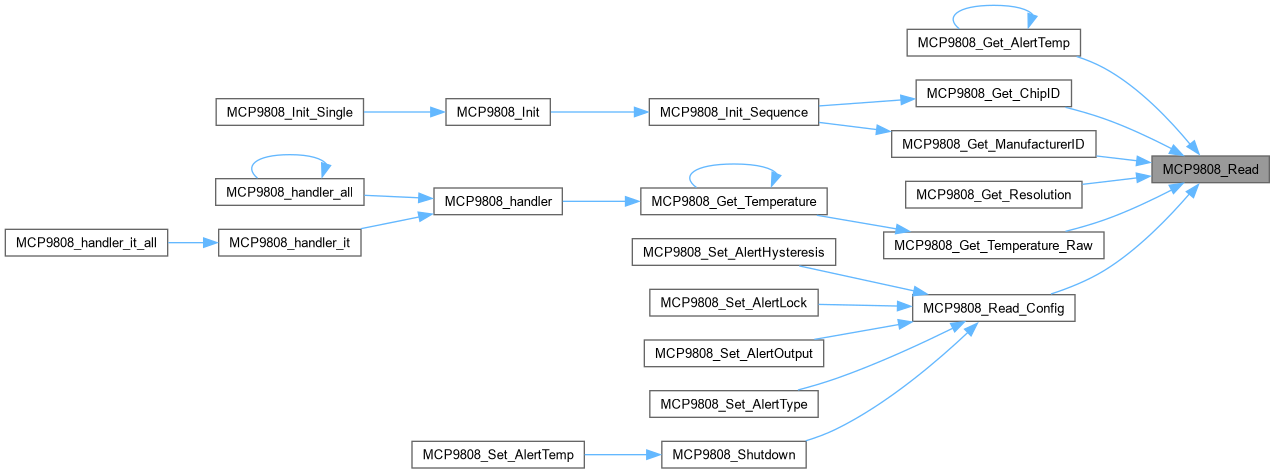 MCP9808_Get_AlertTemp
MCP9808_Get_ChipID
MCP9808_Init_Single
MCP9808_Init
MCP9808_Init_Sequence
MCP9808_Get_ManufacturerID
MCP9808_Read
MCP9808_handler_all
MCP9808_handler
MCP9808_Get_Temperature
MCP9808_Get_Resolution
MCP9808_handler_it_all
MCP9808_handler_it
MCP9808_Get_Temperature_Raw
MCP9808_Set_AlertHysteresis
MCP9808_Set_AlertLock
MCP9808_Read_Config
MCP9808_Set_AlertOutput
MCP9808_Set_AlertType
MCP9808_Set_AlertTemp
MCP9808_Shutdown